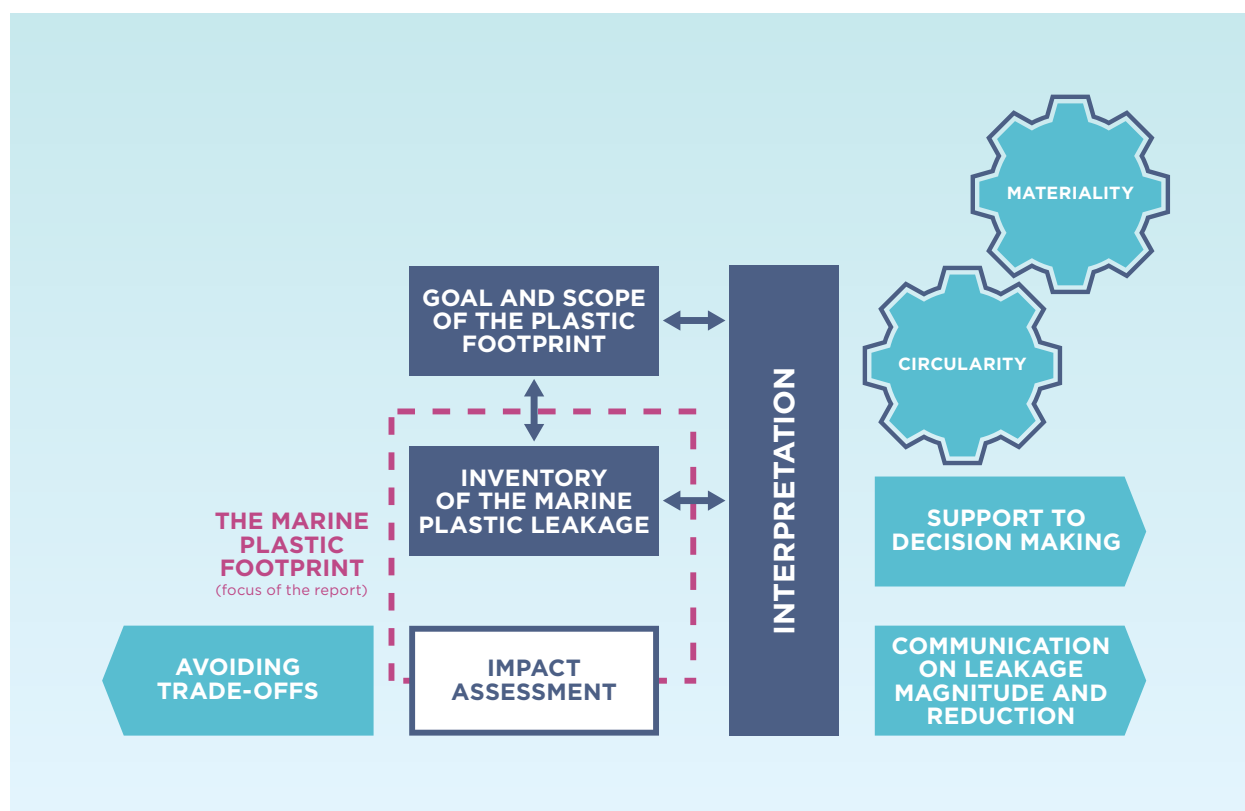 MATERIALITY
GOAL AND SCOPE
OF THE PLASTIC
FOOTPRINT
CIRCULARITY
INTERPRETATION
INVENTORY
OF THE MARINE
PLASTIC LEAKAGE
THE MARINE
PLASTIC
FOOTPRINT
(focus of the report)
SUPPORT TO
DECISION MAKING
AVOIDING
TRADE-OFFS
IMPACT
ASSESSMENT
COMMUNICATION
ON LEAKAGE
MAGNITUDE AND
REDUCTION